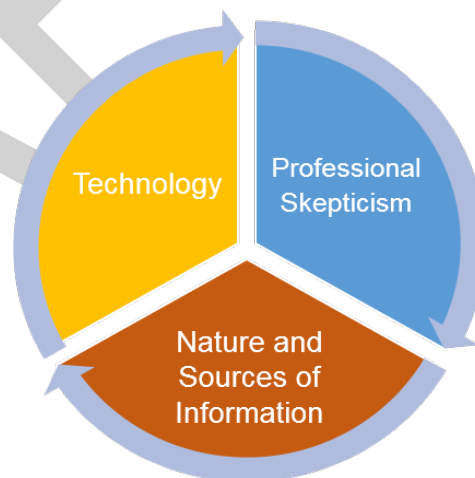 Technology
Professional
Skepticism
Nature and
Sources of
Information